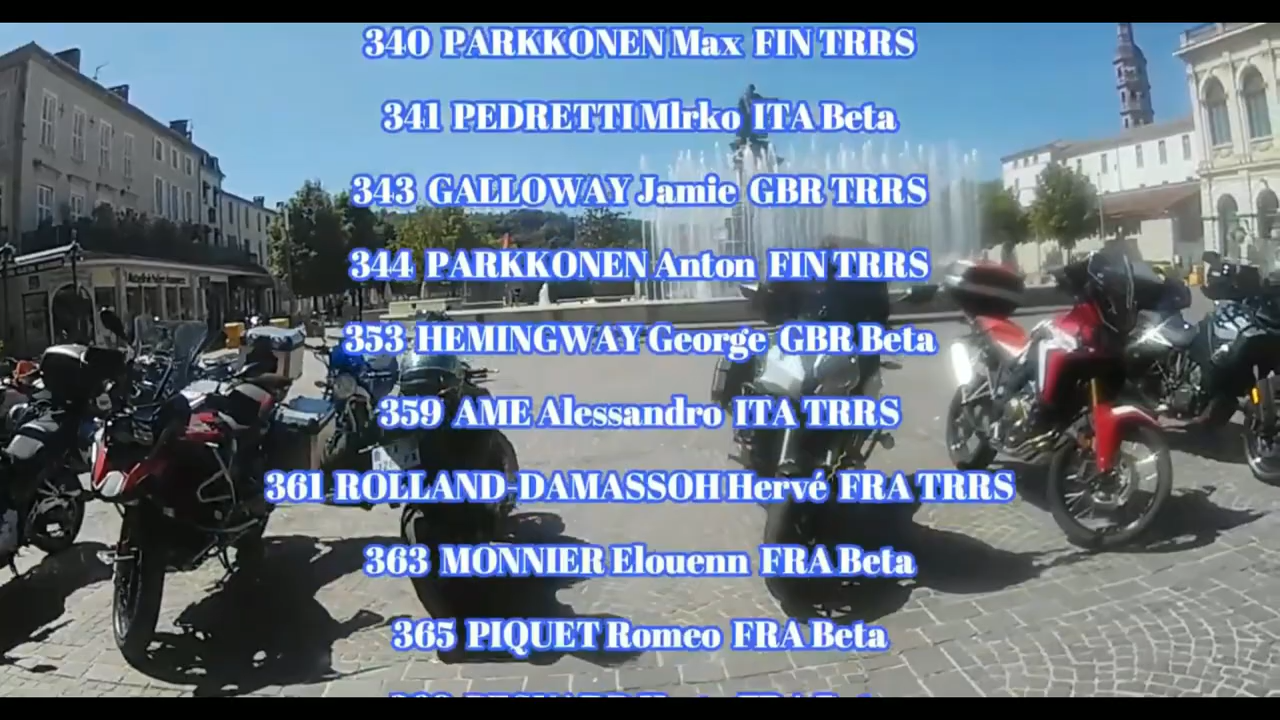 340 PARKKONEN Max FIN TRRS
341 PEDRETTI MIrko ITA Beta
343 GALLOWAY Jamie GBR TRRS
344 PARKKONEN Anton FIN TRRS
353 HEMINGWAY George GBR Beta
359 AME Alessandro ITA TRRS
361 ROLLAND-DAMASSOH Hervé FRA TRRS
363 MONNIER Elouenn FRA Beta
365 PIQUET Romeo FRA Beta